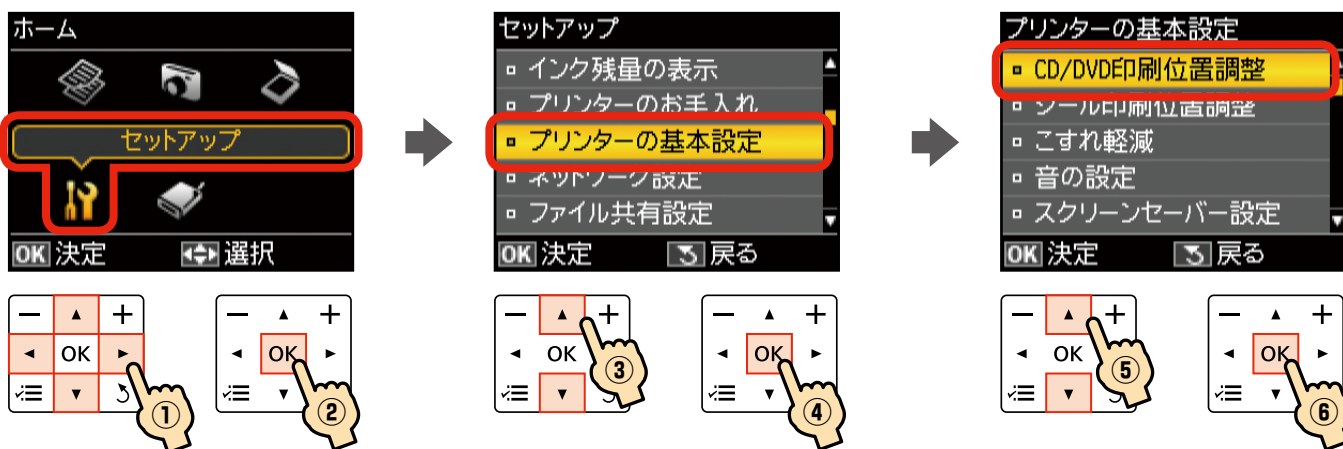 ホーム
セットアップ
OK 決定 選択
− ▲ +
◀ OK ▶
▼
①
− ▲ +
◀ OK ▶
▼
②
セットアップ
インク残量の表示
プリンターのお手入れ
プリンターの基本設定
ネットワーク設定
ファイル共有設定
OK 決定 戻る
− ▲ +
◀ OK
▼
③
− ▲ +
◀ OK ▶
▼
④
プリンターの基本設定
CD/DVD印刷位置調整
シール印刷位置調整
こすれ軽減
音の設定
スクリーンセーバー設定
OK 決定 戻る
− ▲ +
◀ OK
▼
⑤
− ▲ +
◀ OK ▶
▼
⑥